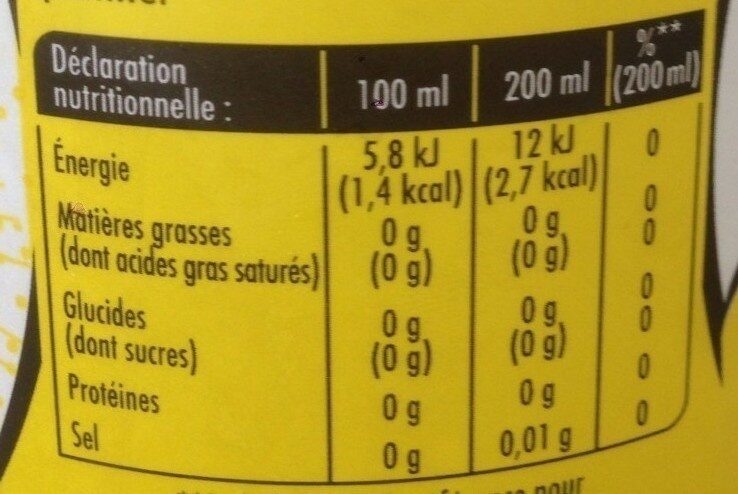 Déclaration
nutritionnelle : 100 ml 200 ml %** (200 ml)
Énergie 5,8 kJ (1,4 kcal) 12 kJ (2,7 kcal) 0
Matières grasses 0 g 0 g 0
(dont acides gras saturés) (0 g) (0 g) 0
Glucides 0 g 0 g 0
(dont sucres) (0 g) (0 g) 0
Protéines 0 g 0 g 0
Sel 0 g 0,01 g 0
pour